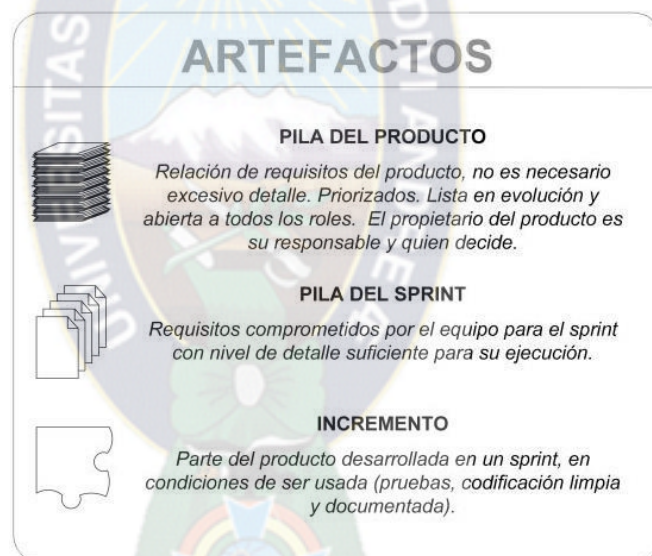 ARTEFACTOS
PILA DEL PRODUCTO
Relación de requisitos del producto, no es necesario
excesivo detalle. Priorizados. Lista en evolución y
abierta a todos los roles. El propietario del producto es
su responsable y quien decide.
PILA DEL SPRINT
Requisitos comprometidos por el equipo para el sprint
con nivel de detalle suficiente para su ejecución.
INCREMENTO
Parte del producto desarrollada en un sprint, en
condiciones de ser usada (pruebas, codificación limpia
y documentada).
UNIVERSITAS